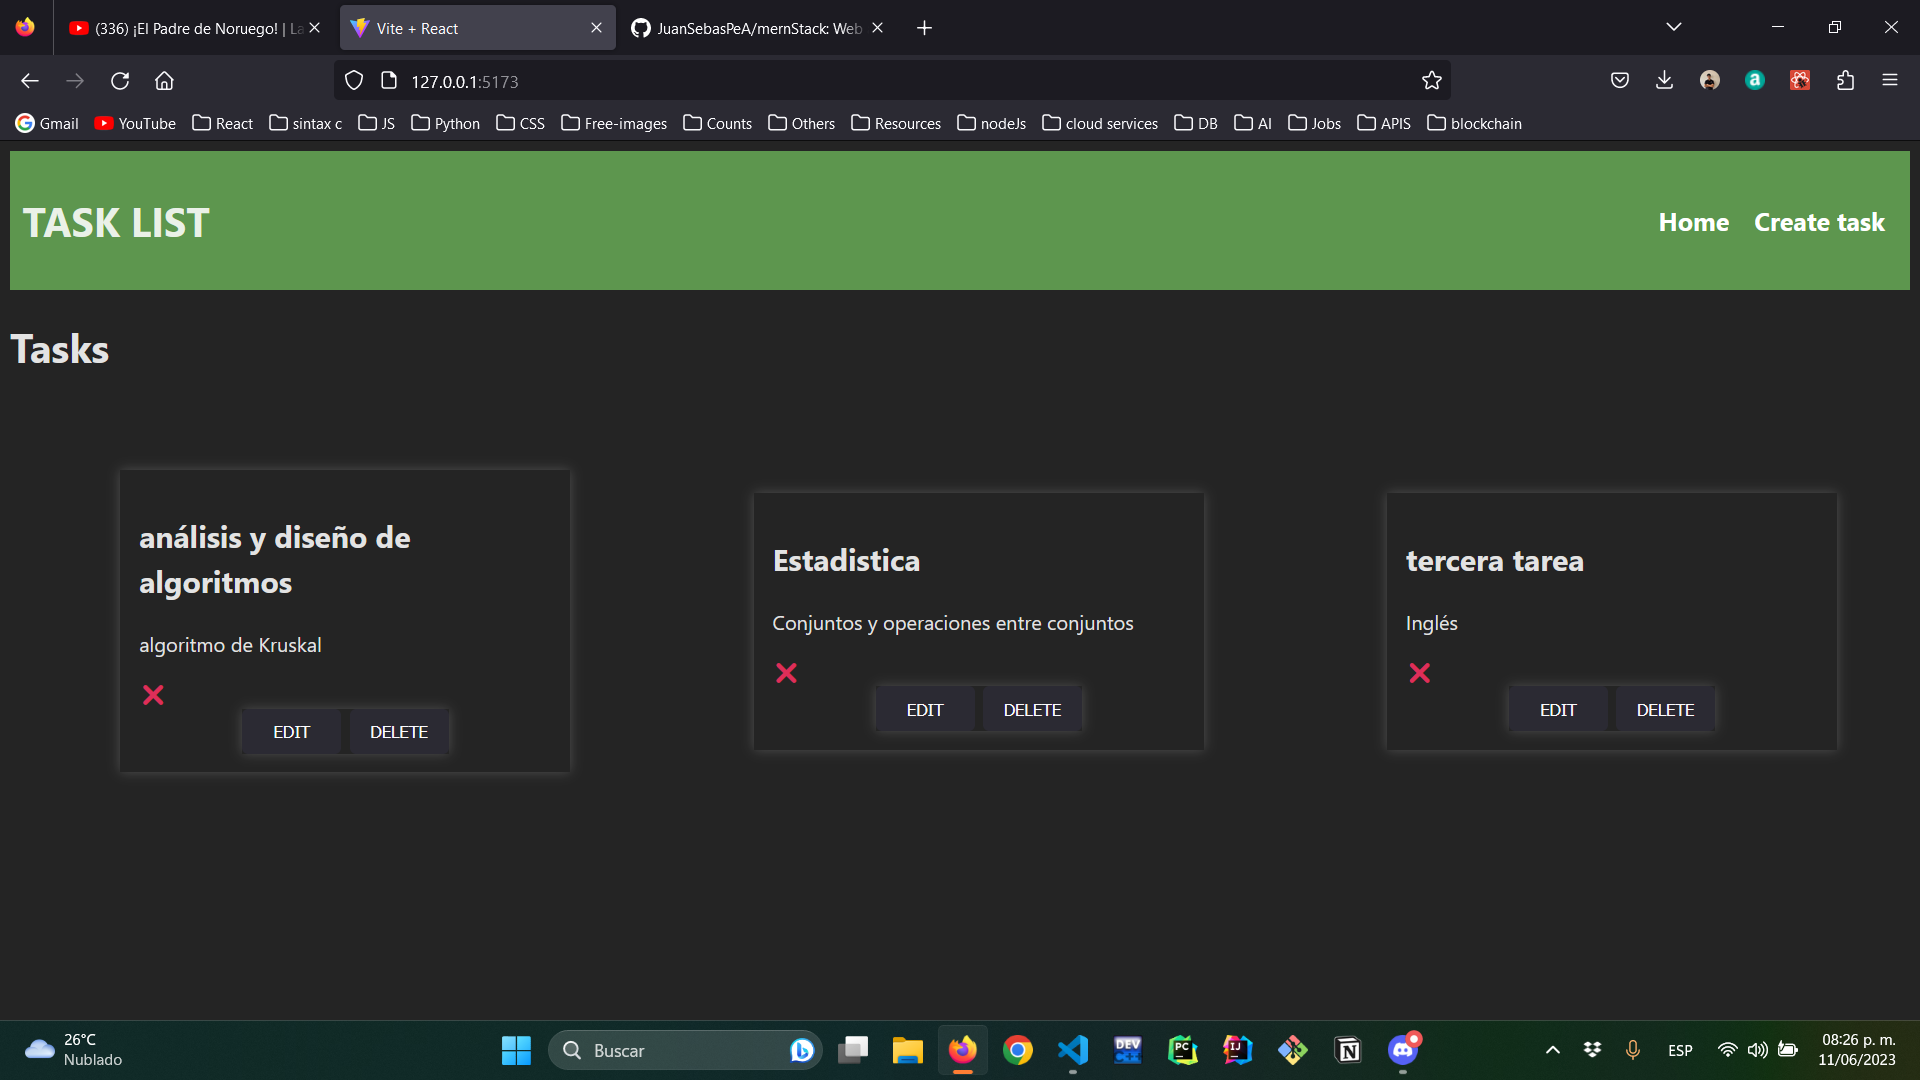 (336) ¡El Padre de Noruego! | La
Vite + React
JuanSebasPeA/mernStack: Web
127.0.0.1:5173
Gmail YouTube React sintax c JS Python CSS Free-images Counts Others Resources nodeJs cloud services DB AI Jobs APIS blockchain
TASK LIST
Home Create task
Tasks
análisis y diseño de
algoritmos
algoritmo de Kruskal
EDIT DELETE
Estadistica
Conjuntos y operaciones entre conjuntos
EDIT DELETE
tercera tarea
Inglés
EDIT DELETE
26°C
Nublado
Buscar
DEV
PC
IJ
ESP
08:26 p. m.
11/06/2023